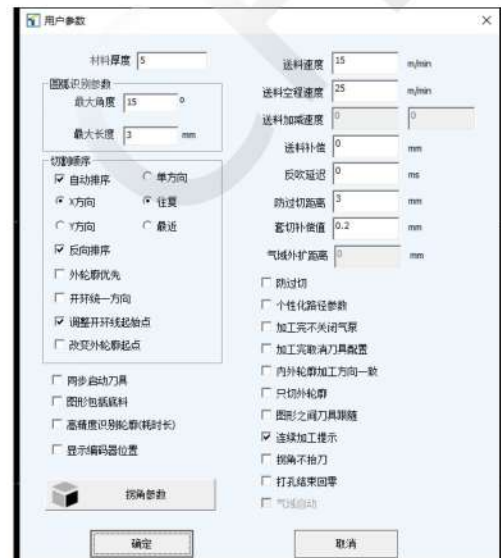 用户参数
材料厚度 5
圆弧识别参数
最大角度 15 °
最大长度 3 mm
切割顺序
自动排序 单方向
X方向 往复
Y方向 最近
反向排序
外轮廓优先
开环统一方向
调整开环线起始点
改变外轮廓起点
同步启动刀具
图形包括底料
高精度识别轮廓(耗时长)
显示编码器位置
拐角参数
确定
送料速度 15 m/min
送料空程速度 25 m/min
送料加减速度 0 0
送料补偿 0 mm
反吹延迟 0 ms
防过切距离 3 mm
套切补偿值 0.2 mm
气域外扩距离 0 mm
防过切
个性化路径参数
加工完不关闭气泵
加工完取消刀具配置
内外轮廓加工方向一致
只切外轮廓
图形之间刀具跟随
连续加工提示
拐角不抬刀
打孔结束回零
气域自动
取消